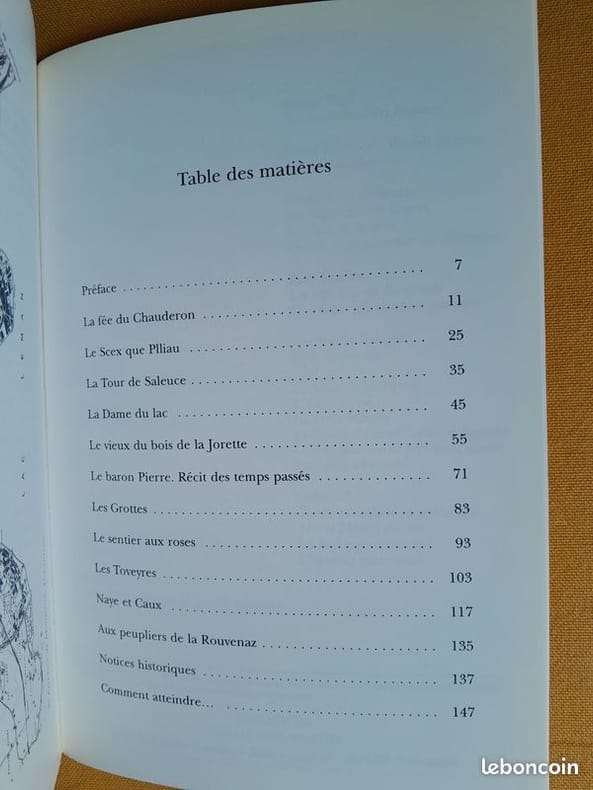 Table des matières
Préface . . . . . . . . . . . . . . . . . . . . . . . . . . . . . . . . . . 7
La fée du Chauderon . . . . . . . . . . . . . . . . . . . . . . . . . 11
Le Scex que Plliau . . . . . . . . . . . . . . . . . . . . . . . . . . 25
La Tour de Saleuce . . . . . . . . . . . . . . . . . . . . . . . . . . 35
La Dame du lac . . . . . . . . . . . . . . . . . . . . . . . . . . . 45
Le vieux du bois de la Jorette . . . . . . . . . . . . . . . . . . . 55
Le baron Pierre. Récit des temps passés . . . . . . . . . . . . . 71
Les Grottes . . . . . . . . . . . . . . . . . . . . . . . . . . . . . . 83
Le sentier aux roses . . . . . . . . . . . . . . . . . . . . . . . . . 93
Les Toveyres . . . . . . . . . . . . . . . . . . . . . . . . . . . . . 103
Naye et Caux . . . . . . . . . . . . . . . . . . . . . . . . . . . . . 117
Aux peupliers de la Rouvenaz . . . . . . . . . . . . . . . . . . . 135
Notices historiques . . . . . . . . . . . . . . . . . . . . . . . . . 137
Comment atteindre... . . . . . . . . . . . . . . . . . . . . . . . 147
leboncoin